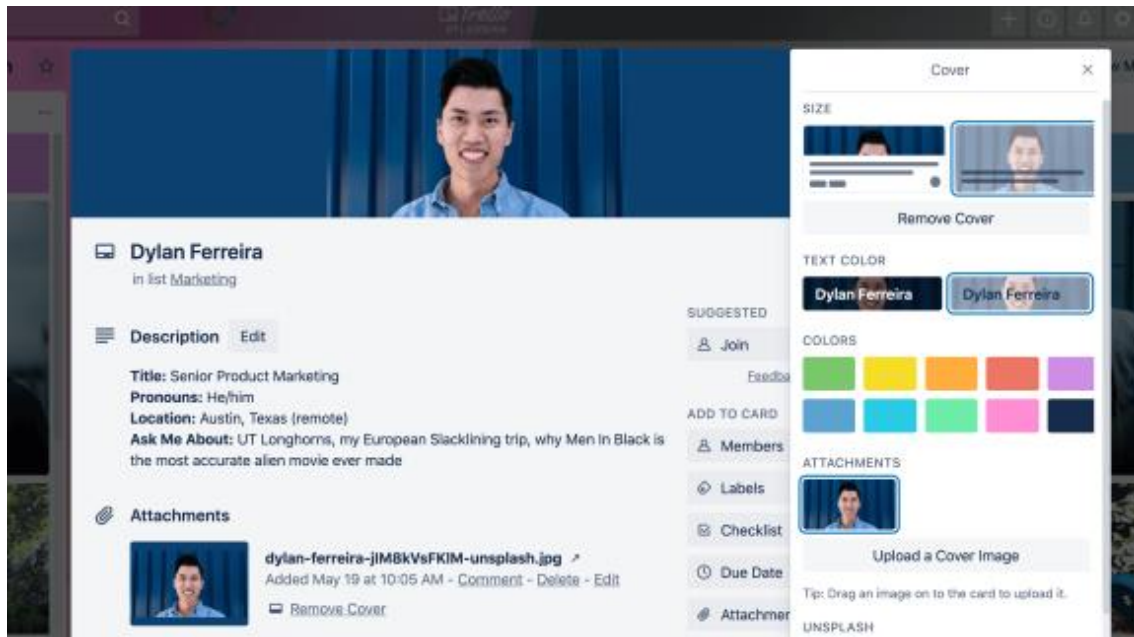 Trello
Cover
SIZE
Remove Cover
Dylan Ferreira
in list Marketing
TEXT COLOR
Dylan Ferreira
Dylan Ferreira
SUGGESTED
Description Edit
Join
COLORS
Feedba
Title: Senior Product Marketing
Pronouns: He/him
Location: Austin, Texas (remote)
Ask Me About: UT Longhorns, my European Slacklining trip, why Men In Black is
the most accurate alien movie ever made
ADD TO CARD
Members
ATTACHMENTS
Labels
Attachments
Checklist
dylan-ferreira-jIM8kVsFKlM-unsplash.jpg ↗
Added May 19 at 10:05 AM - Comment - Delete - Edit
Remove Cover
Upload a Cover Image
Due Date
Tip: Drag an image on to the card to upload it.
Attachmen
UNSPLASH